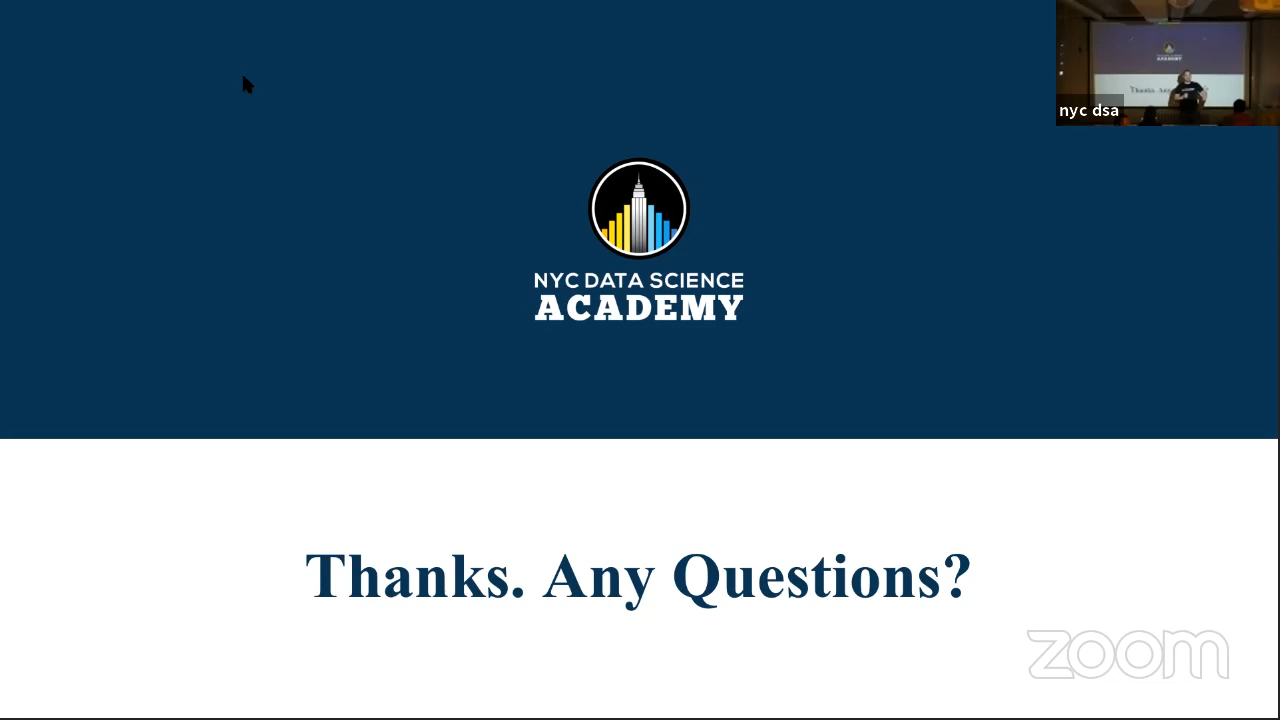 nyc dsa
NYC DATA SCIENCE
ACADEMY
Thanks. Any Questions?
zoom